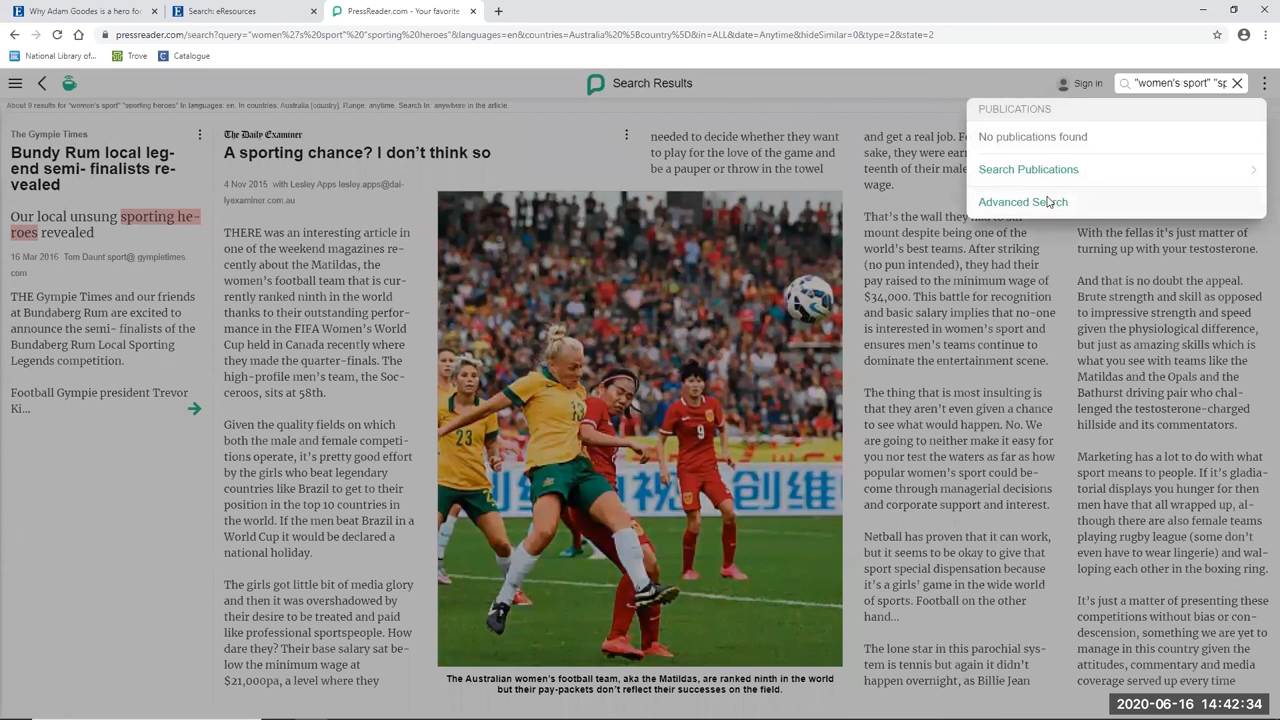 Why Adam Goodes is a hero fo
Search: eResources
PressReader.com - Your favorite
pressreader.com/search?query="women%27s%20sport"%20"sporting%20heroes"&languages=en&countries=Australia%20%5Bcountry%5D&in=ALL&date=Anytime&hideSimilar=0&type=2&state=2
National Library of...
Trove
Catalogue
Search Results
Sign in
"women's sport" "sp
About 9 results for "women's sport" "sporting heroes" In languages: en. In countries: Australia [country]. Range: anytime. Search In: anywhere in the article.
PUBLICATIONS
No publications found
Search Publications
Advanced Search
The Gympie Times
Bundy Rum local leg-
end semi- finalists re-
vealed
Our local unsung sporting he-
roes revealed
16 Mar 2016 Tom Daunt sport@ gympietimes.
com
THE Gympie Times and our friends
at Bundaberg Rum are excited to
announce the semi- finalists of the
Bundaberg Rum Local Sporting
Legends competition.
Football Gympie president Trevor
Ki...
The Daily Examiner
A sporting chance? I don't think so
4 Nov 2015 with Lesley Apps lesley.apps@dai-
lyexaminer.com.au
THERE was an interesting article in
one of the weekend magazines re-
cently about the Matildas, the
women's football team that is cur-
rently ranked ninth in the world
thanks to their outstanding perfor-
mance in the FIFA Women's World
Cup held in Canada recently where
they made the quarter-finals. The
high-profile men's team, the Soc-
ceroos, sits at 58th.
Given the quality fields on which
both the male and female competi-
tions operate, it's pretty good effort
by the girls who beat legendary
countries like Brazil to get to their
position in the top 10 countries in
the world. If the men beat Brazil in a
World Cup it would be declared a
national holiday.
The girls got little bit of media glory
and then it was overshadowed by
their desire to be treated and paid
like professional sportspeople. How
dare they? Their base salary sat be-
low the minimum wage at
$21,000pa, a level where they
needed to decide whether they want
to play for the love of the game and
be a pauper or throw in the towel
23
13
9
The Australian women's football team, aka the Matildas, are ranked ninth in the world
but their pay-packets don't reflect their successes on the field.
and get a real job. F
sake, they were earn
teenth of their male
wage.
That's the wall they had to sur-
mount despite being one of the
world's best teams. After striking
(no pun intended), they had their
pay raised to the minimum wage of
$34,000. This battle for recognition
and basic salary implies that no-one
is interested in women's sport and
ensures men's teams continue to
dominate the entertainment scene.
The thing that is most insulting is
that they aren't even given a chance
to see what would happen. No. We
are going to neither make it easy for
you nor test the waters as far as how
popular women's sport could be-
come through managerial decisions
and corporate support and interest.
Netball has proven that it can work,
but it seems to be okay to give that
sport special dispensation because
it's a girls' game in the wide world
of sports. Football on the other
hand...
The lone star in this parochial sys-
tem is tennis but again it didn't
happen overnight, as Billie Jean
With the fellas it's just matter of
turning up with your testosterone.
And that is no doubt the appeal.
Brute strength and skill as opposed
to impressive strength and speed
given the physiological difference,
but just as amazing skills which is
what you see with teams like the
Matildas and the Opals and the
Bathurst driving pair who chal-
lenged the testosterone-charged
hillside and its commentators.
Marketing has a lot to do with what
sport means to people. If it's gladia-
torial displays you hunger for then
men have that all wrapped up, al-
though there are also female teams
playing rugby league (some don't
even have to wear lingerie) and wal-
loping each other in the boxing ring.
It's just a matter of presenting these
competitions without bias or con-
descension, something we are yet to
manage in this country given the
attitudes, commentary and media
coverage served up every time
2020-06-16 14:42:34